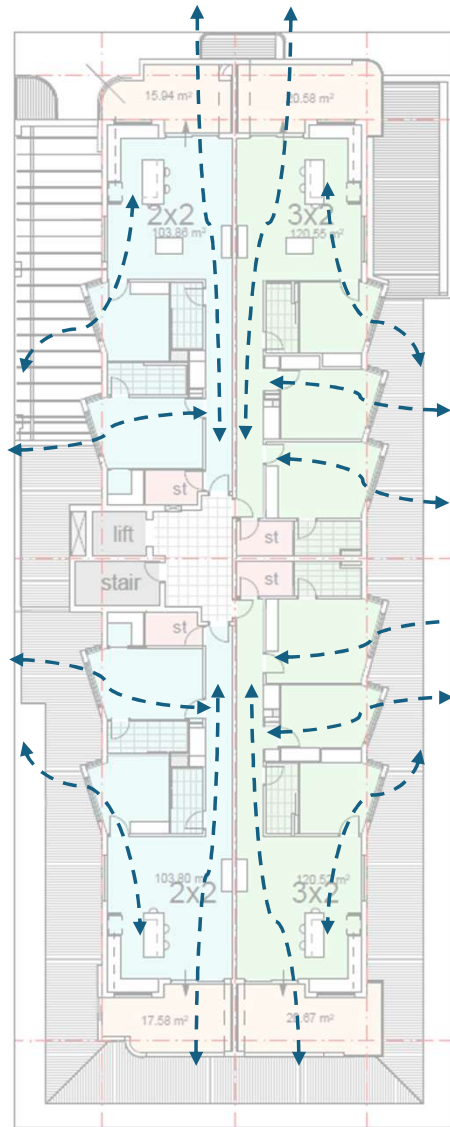 15.94 m²
20.58 m²
2x2
103.86 m²
3x2
120.55 m²
st
lift
st
stair
st
st
103.80 m²
2x2
120.52 m²
3x2
17.58 m²
20.67 m²